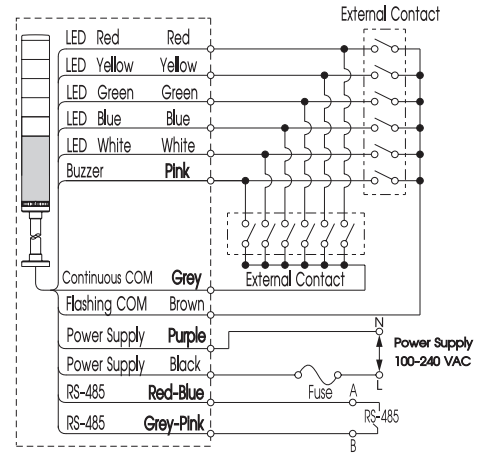 External Contact
LED Red Red
LED Yellow Yellow
LED Green Green
LED Blue Blue
LED White White
Buzzer Pink
Continuous COM Grey
External Contact
Flashing COM Brown
Power Supply Purple
N
Power Supply
100-240 VAC
Power Supply Black
Fuse
L
RS-485 Red-Blue
A
RS-485
RS-485 Grey-Pink
B